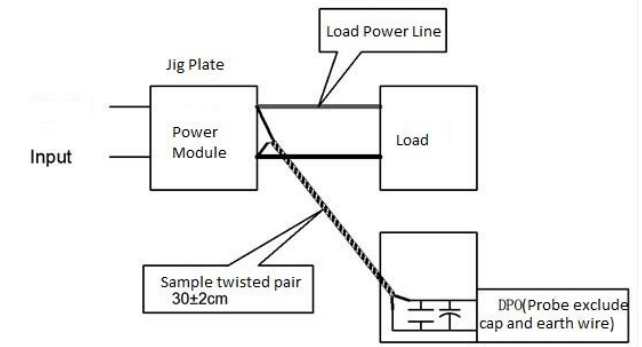 Load Power Line
Jig Plate
Power
Module
Load
Input
Sample twisted pair
30±2cm
DPO(Probe exclude
cap and earth wire)